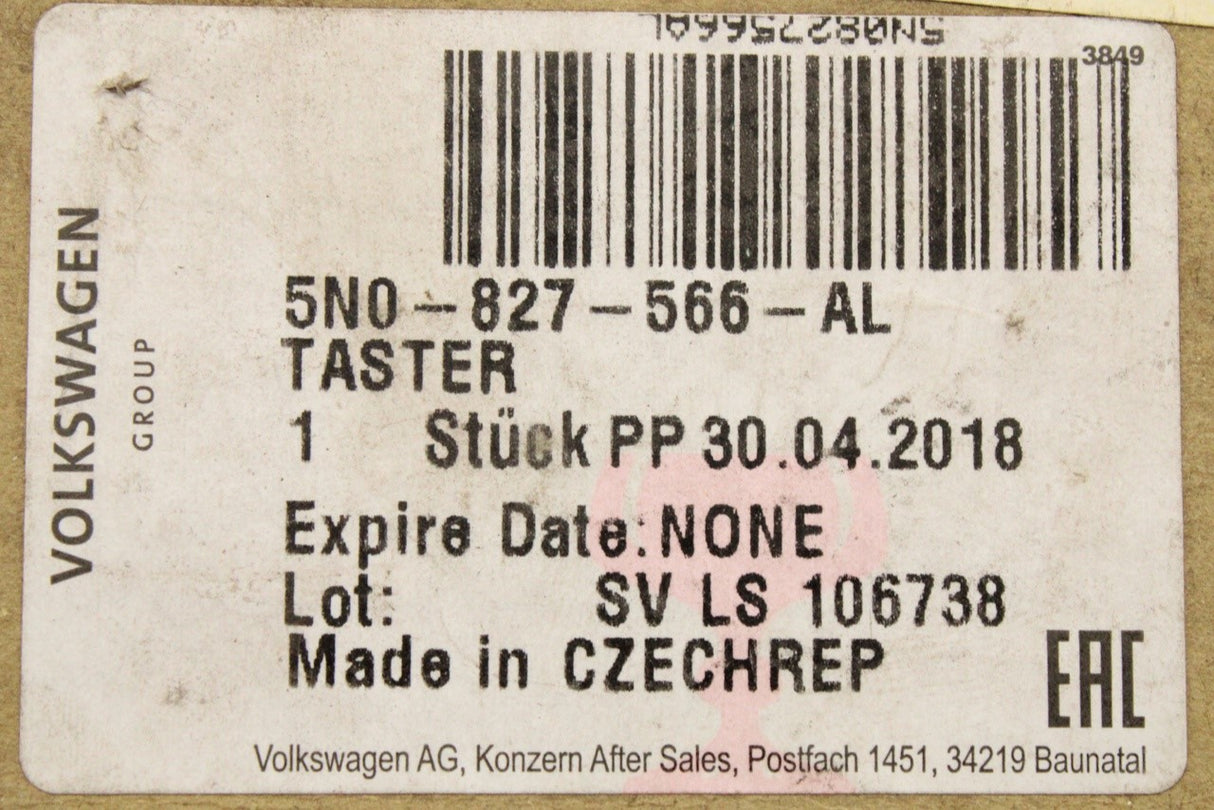 5N0827566AL
3849
VOLKSWAGEN
GROUP
5N0-827-566-AL
TASTER
1 Stück PP 30.04.2018
Expire Date: NONE
Lot: SV LS 106738
Made in CZECHREP
EAC
Volkswagen AG, Konzern After Sales, Postfach 1451, 34219 Baunatal